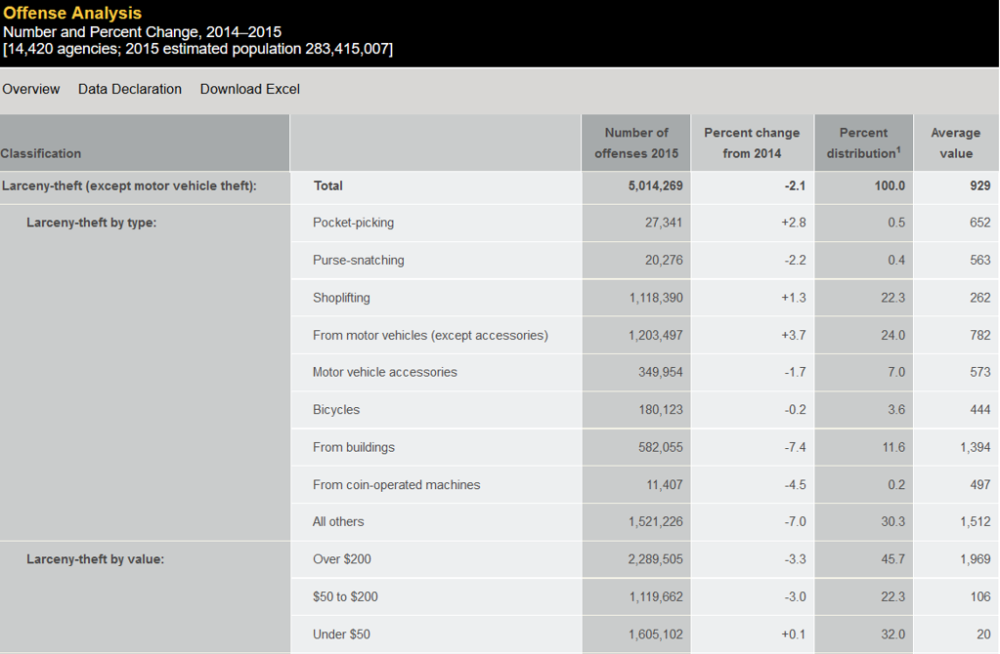 Offense Analysis
Number and Percent Change, 2014–2015
[14,420 agencies; 2015 estimated population 283,415,007]
Overview Data Declaration Download Excel
Classification Number of offenses 2015 Percent change from 2014 Percent distribution1 Average value
Larceny-theft (except motor vehicle theft): Total 5,014,269 -2.1 100.0 929
Larceny-theft by type: Pocket-picking 27,341 +2.8 0.5 652
Purse-snatching 20,276 -2.2 0.4 563
Shoplifting 1,118,390 +1.3 22.3 262
From motor vehicles (except accessories) 1,203,497 +3.7 24.0 782
Motor vehicle accessories 349,954 -1.7 7.0 573
Bicycles 180,123 -0.2 3.6 444
From buildings 582,055 -7.4 11.6 1,394
From coin-operated machines 11,407 -4.5 0.2 497
All others 1,521,226 -7.0 30.3 1,512
Larceny-theft by value: Over $200 2,289,505 -3.3 45.7 1,969
$50 to $200 1,119,662 -3.0 22.3 106
Under $50 1,605,102 +0.1 32.0 20